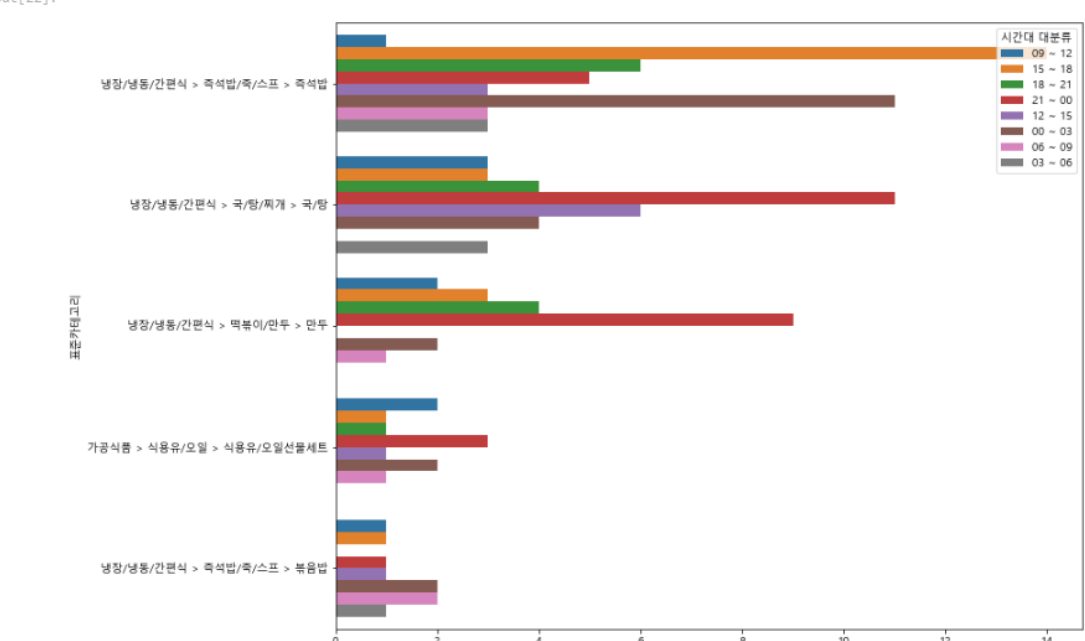 시간대 대분류
09 ~ 12
15 ~ 18
18 ~ 21
21 ~ 00
12 ~ 15
00 ~ 03
06 ~ 09
03 ~ 06
냉장/냉동/간편식 > 즉석밥/죽/스프 > 즉석밥
냉장/냉동/간편식 > 국/탕/찌개 > 국/탕
냉장/냉동/간편식 > 떡볶이/만두 > 만두
가공식품 > 식용유/오일 > 식용유/오일선물세트
냉장/냉동/간편식 > 즉석밥/죽/스프 > 볶음밥
표준카테고리
0 2 4 6 8 10 12 14